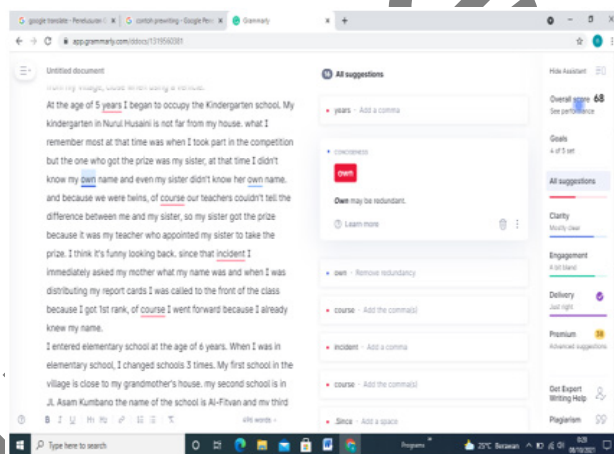 google translate - Penelusuran G
contoh prewriting - Google Pene
Grammarly
app.grammarly.com/ddocs/1319560381
Untitled document
from my village, close when using a vehicle.
At the age of 5 years I began to occupy the Kindergarten school. My
kindergarten in Nurul Husaini is not far from my house. what I
remember most at that time was when I took part in the competition
but the one who got the prize was my sister, at that time I didn't
know my own name and even my sister didn't know her own name.
and because we were twins, of course our teachers couldn't tell the
difference between me and my sister, so my sister got the prize
because it was my teacher who appointed my sister to take the
prize. I think it's funny looking back. since that incident I
immediately asked my mother what my name was and when I was
distributing my report cards I was called to the front of the class
because I got 1st rank, of course I went forward because I already
knew my name.
I entered elementary school at the age of 6 years. When I was in
elementary school, I changed schools 3 times. My first school in the
village is close to my grandmother's house. my second school is in
Jl. Asam Kumbano the name of the school is Al-Fitvan and my third
B I U H1 H2
496 words
16 All suggestions
years · Add a comma
CONCISENESS
own
Own may be redundant.
Learn more
own · Remove redundancy
course · Add the comma(s)
incident · Add a comma
course · Add the comma(s)
.Since · Add a space
Hide Assistant
Overall score 68
See performance
Goals
4 of 5 set
All suggestions
Clarity
Mostly clear
Engagement
A bit bland
Delivery
Just right
Premium 38
Advanced suggestions
Get Expert
Writing Help
Plagiarism
Type here to search
Progress
25°C Berawan
08/10/2021